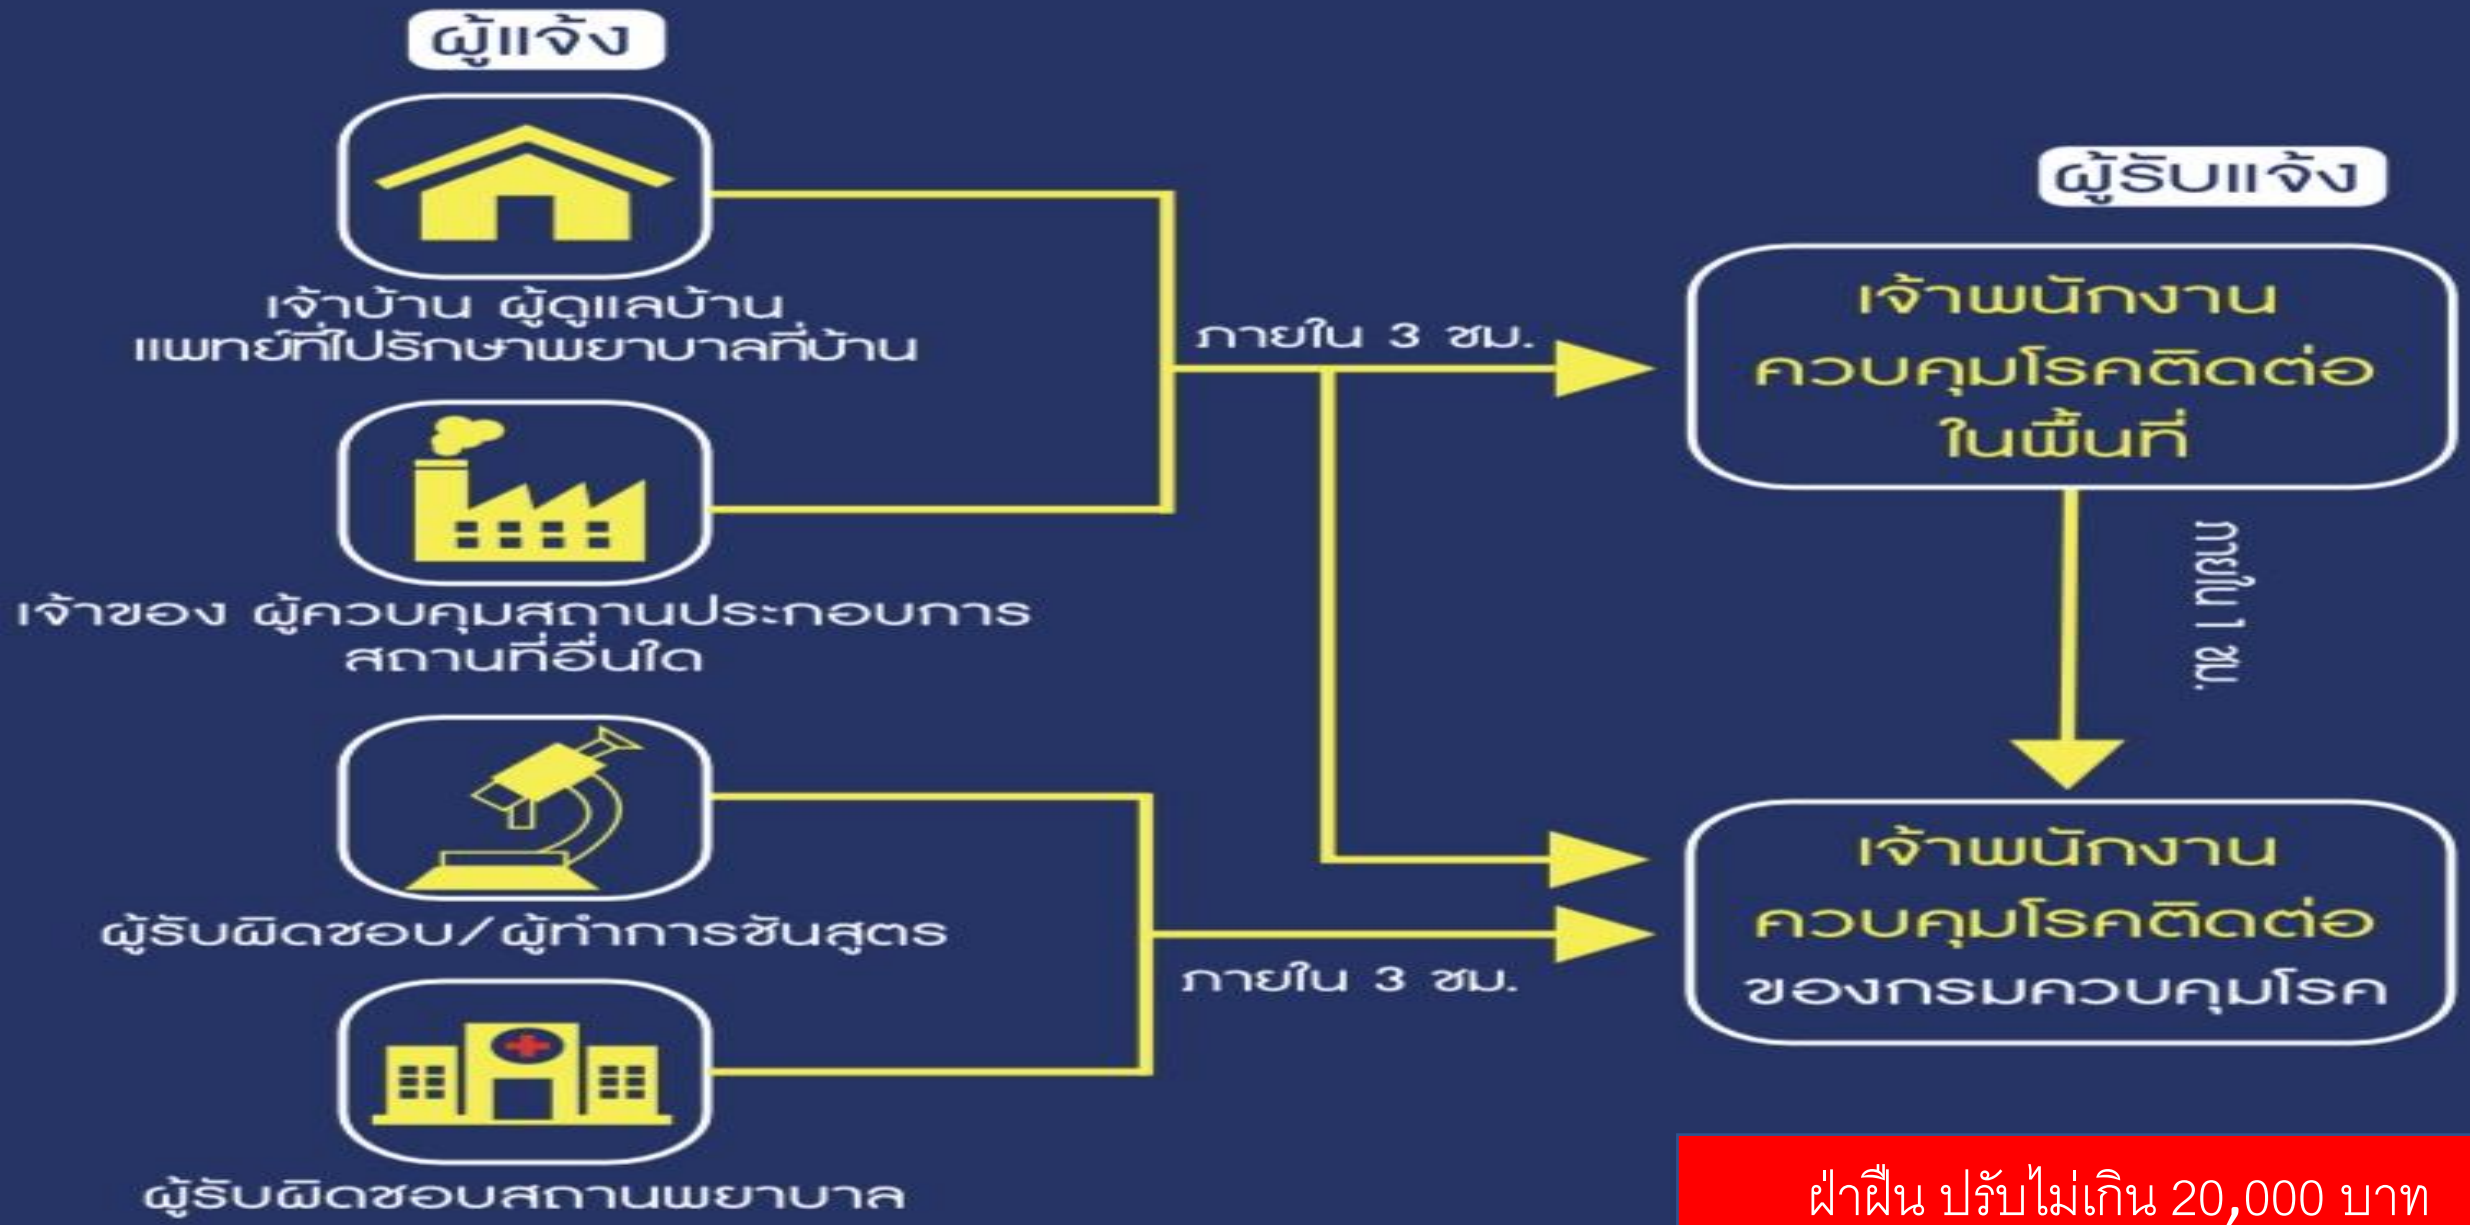 ผู้แจ้ง
เจ้าบ้าน ผู้ดูแลบ้าน
แพทย์ที่ไปรักษาพยาบาลที่บ้าน
เจ้าของ ผู้ควบคุมสถานประกอบการ
สถานที่อื่นใด
ผู้รับผิดชอบ/ผู้ทำการชันสูตร
ผู้รับผิดชอบสถานพยาบาล
ภายใน 3 ชม.
ภายใน 3 ชม.
ผู้รับแจ้ง
เจ้าพนักงาน
ควบคุมโรคติดต่อ
ในพื้นที่
ภายใน 1 ชม.
เจ้าพนักงาน
ควบคุมโรคติดต่อ
ของกรมควบคุมโรค
ฝ่าฝืน ปรับไม่เกิน 20,000 บาท